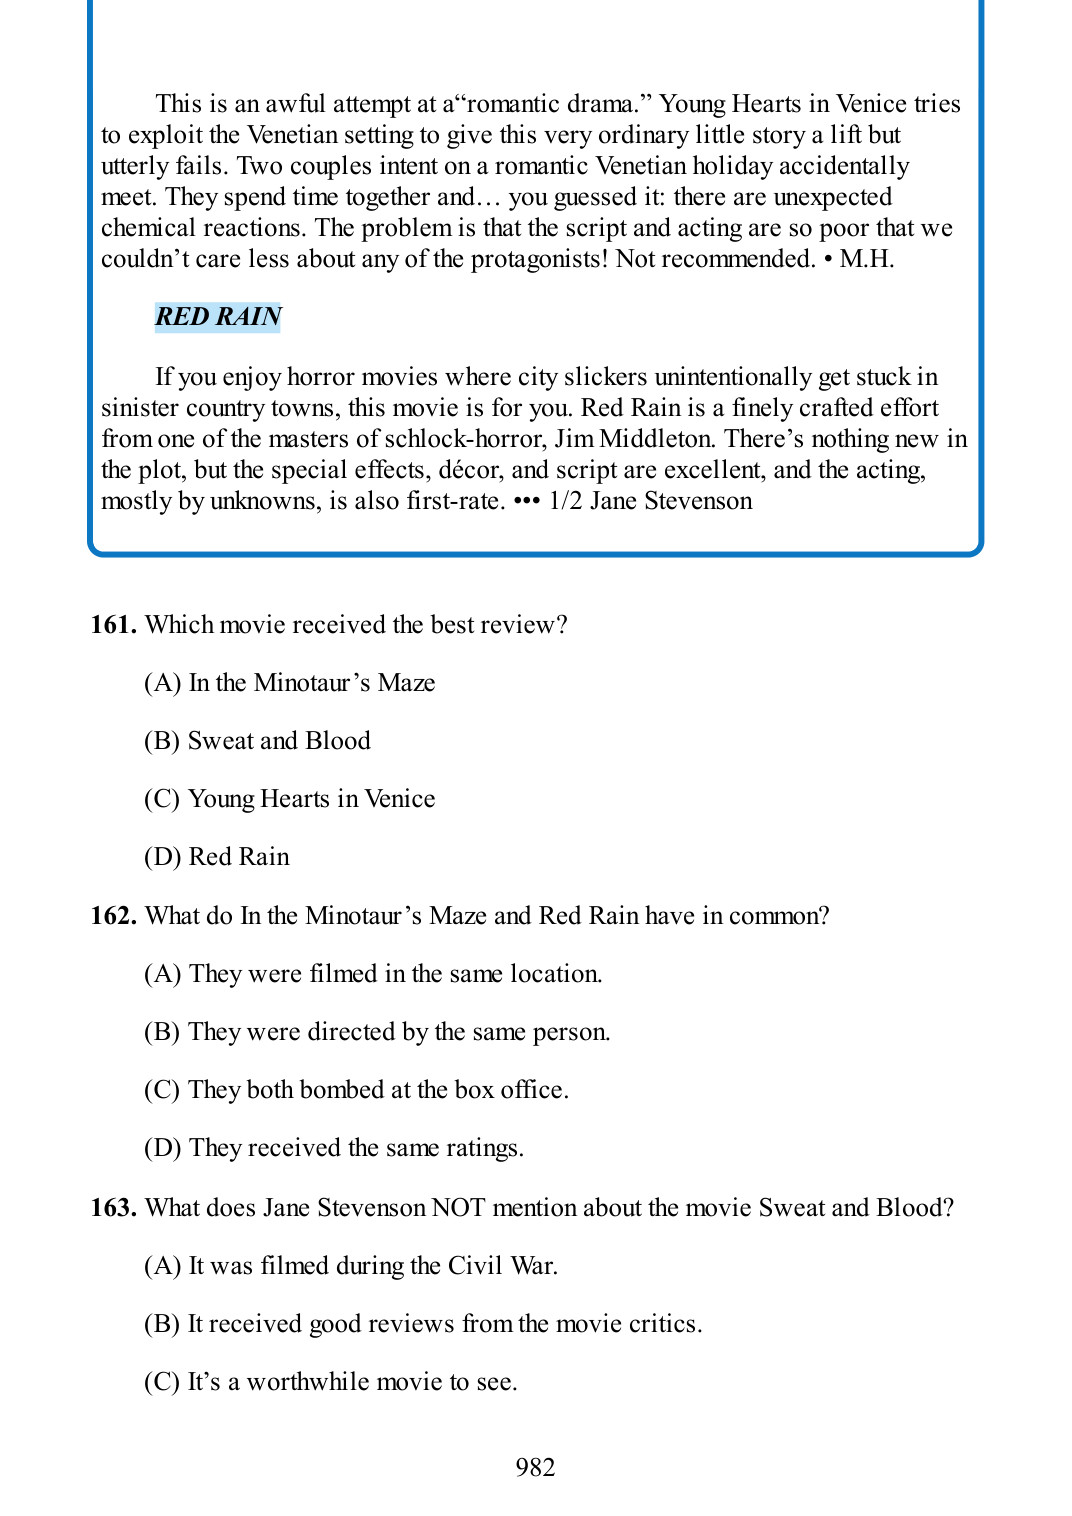 This is an awful attempt at a“romantic drama.” Young Hearts in Venice tries
to exploit the Venetian setting to give this very ordinary little story a lift but
utterly fails. Two couples intent on a romantic Venetian holiday accidentally
meet. They spend time together and… you guessed it: there are unexpected
chemical reactions. The problem is that the script and acting are so poor that we
couldn’t care less about any of the protagonists! Not recommended. • M.H.
RED RAIN
If you enjoy horror movies where city slickers unintentionally get stuck in
sinister country towns, this movie is for you. Red Rain is a finely crafted effort
from one of the masters of schlock-horror, Jim Middleton. There’s nothing new in
the plot, but the special effects, décor, and script are excellent, and the acting,
mostly by unknowns, is also first-rate. ••• 1/2 Jane Stevenson
161. Which movie received the best review?
(A) In the Minotaur’s Maze
(B) Sweat and Blood
(C) Young Hearts in Venice
(D) Red Rain
162. What do In the Minotaur’s Maze and Red Rain have in common?
(A) They were filmed in the same location.
(B) They were directed by the same person.
(C) They both bombed at the box office.
(D) They received the same ratings.
163. What does Jane Stevenson NOT mention about the movie Sweat and Blood?
(A) It was filmed during the Civil War.
(B) It received good reviews from the movie critics.
(C) It’s a worthwhile movie to see.
982